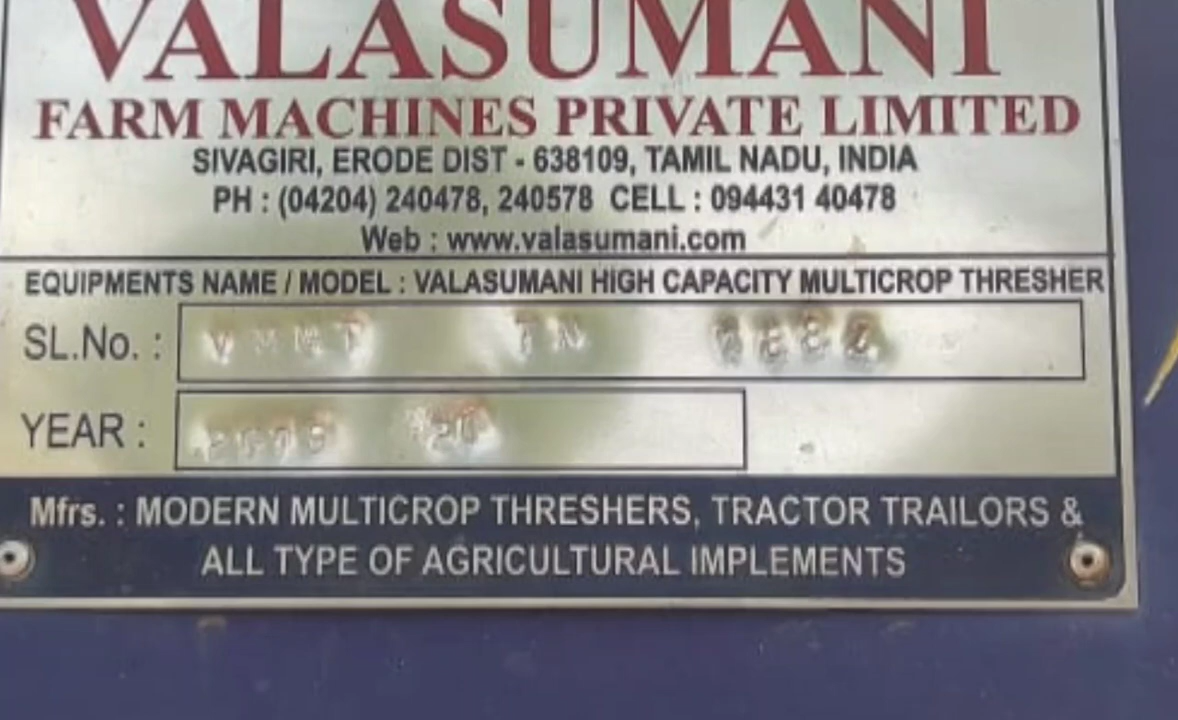 VALASUMANI
FARM MACHINES PRIVATE LIMITED
SIVAGIRI, ERODE DIST - 638109, TAMIL NADU, INDIA
PH : (04204) 240478, 240578 CELL : 094431 40478
Web : www.valasumani.com
EQUIPMENTS NAME / MODEL : VALASUMANI HIGH CAPACITY MULTICROP THRESHER
SL.No. : TN
YEAR : 20
Mfrs. : MODERN MULTICROP THRESHERS, TRACTOR TRAILORS &
ALL TYPE OF AGRICULTURAL IMPLEMENTS